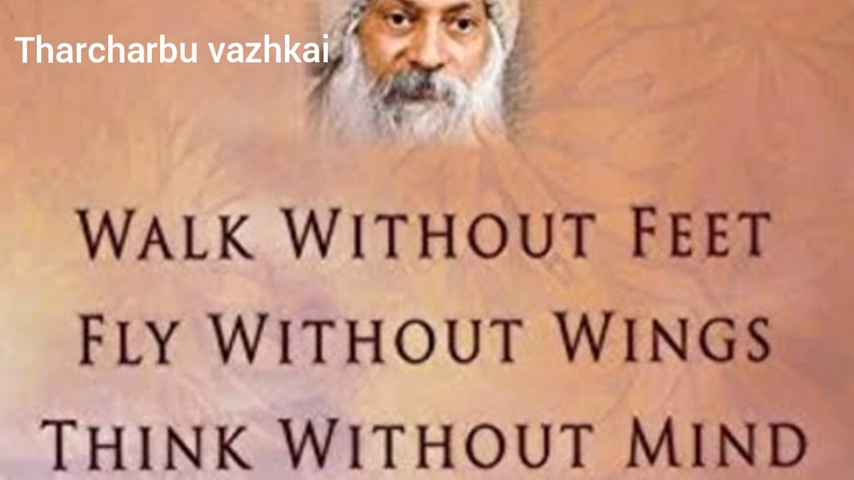 Tharcharbu vazhkai
WALK WITHOUT FEET
FLY WITHOUT WINGS
THINK WITHOUT MIND